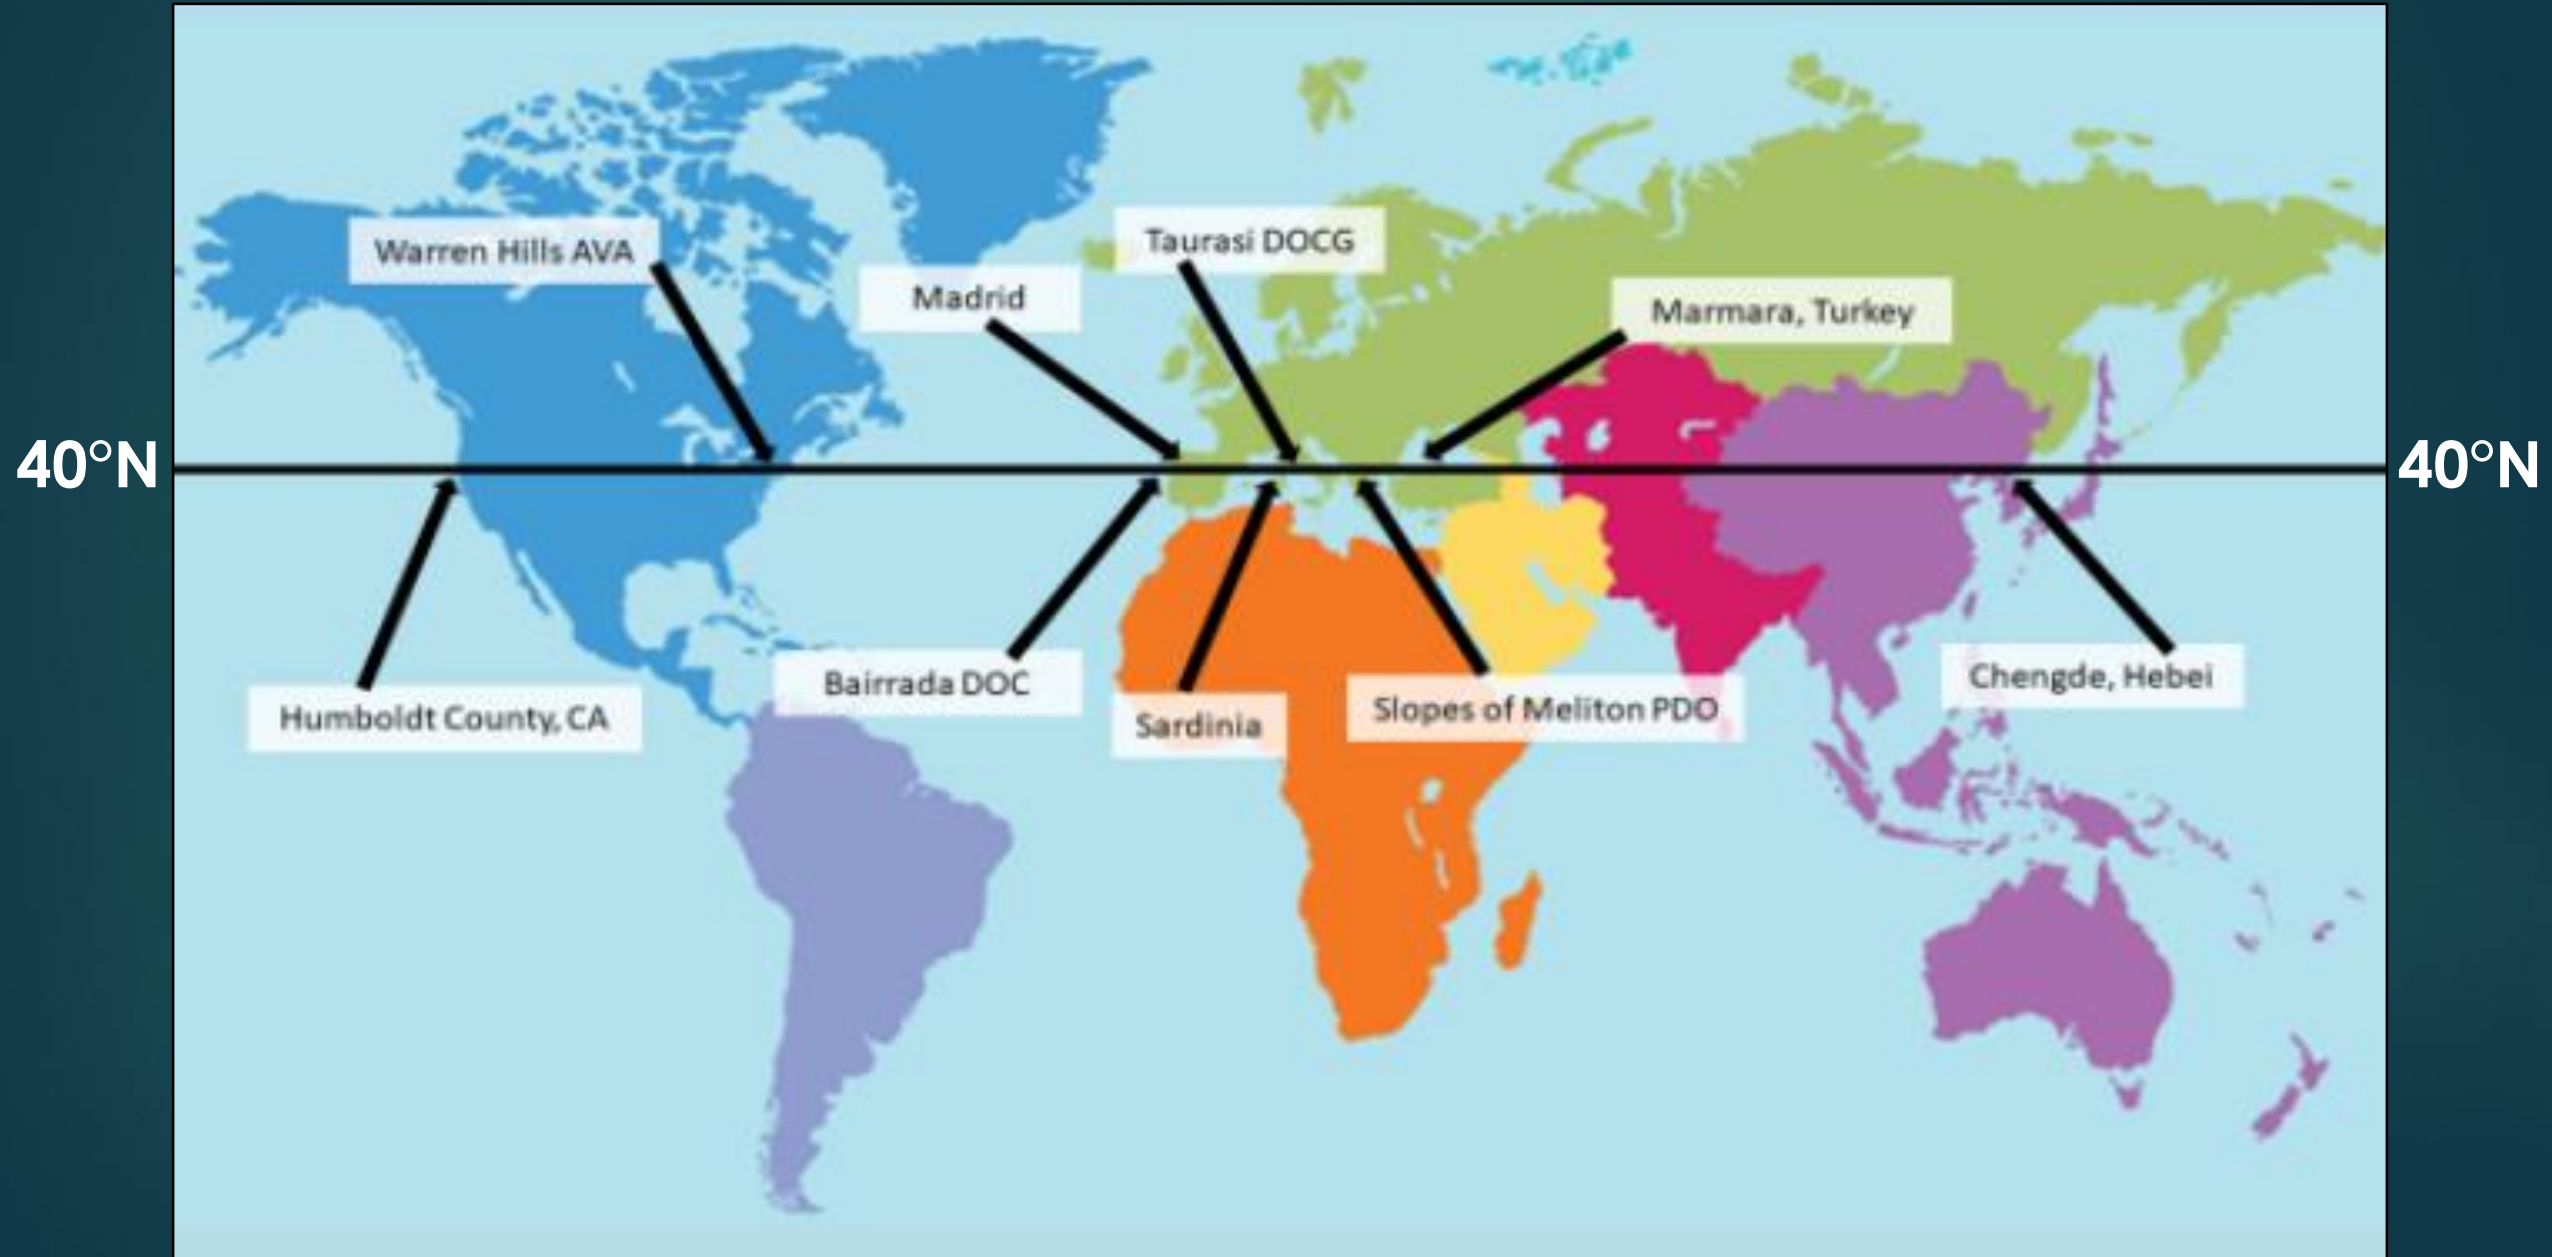 Taurasi DOCG
Warren Hills AVA
Madrid
Marmara, Turkey
40°N
40°N
Bairrada DOC
Chengde, Hebei
Humboldt County, CA
Sardinia
Slopes of Meliton PDO